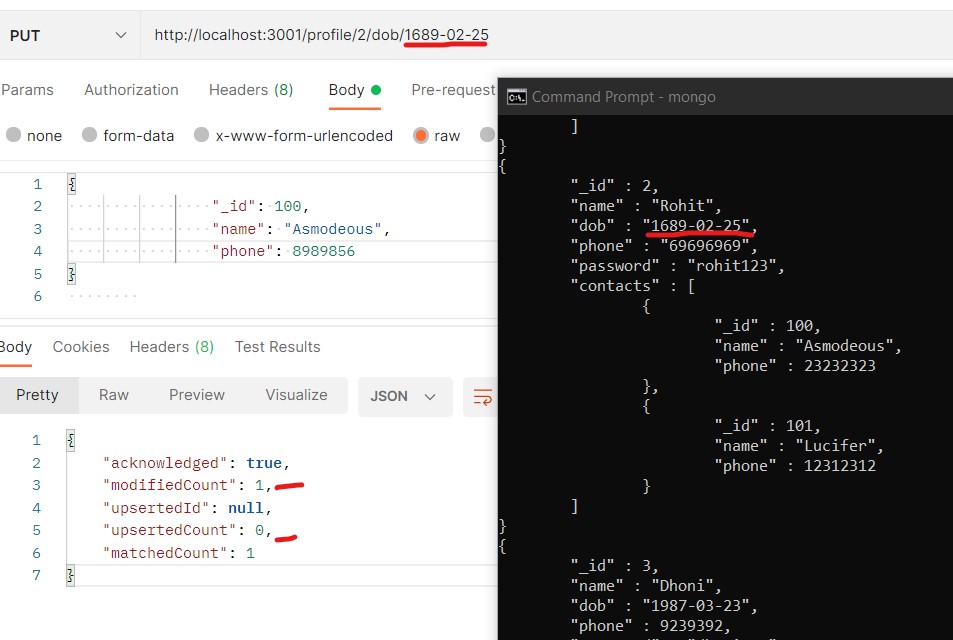 PUT http://localhost:3001/profile/2/dob/1689-02-25
Params Authorization Headers (8) Body Pre-request
none form-data x-www-form-urlencoded raw
1 {
2 "_id": 100,
3 "name": "Asmodeous",
4 "phone": 8989856
5 }
6
Body Cookies Headers (8) Test Results
Pretty Raw Preview Visualize JSON
1 {
2 "acknowledged": true,
3 "modifiedCount": 1,
4 "upsertedId": null,
5 "upsertedCount": 0,
6 "matchedCount": 1
7 }
Command Prompt - mongo
]
}
{
"_id" : 2,
"name" : "Rohit",
"dob" : "1689-02-25",
"phone" : "69696969",
"password" : "rohit123",
"contacts" : [
{
"_id" : 100,
"name" : "Asmodeous",
"phone" : 23232323
},
{
"_id" : 101,
"name" : "Lucifer",
"phone" : 12312312
}
]
}
{
"_id" : 3,
"name" : "Dhoni",
"dob" : "1987-03-23",
"phone" : 9239392,